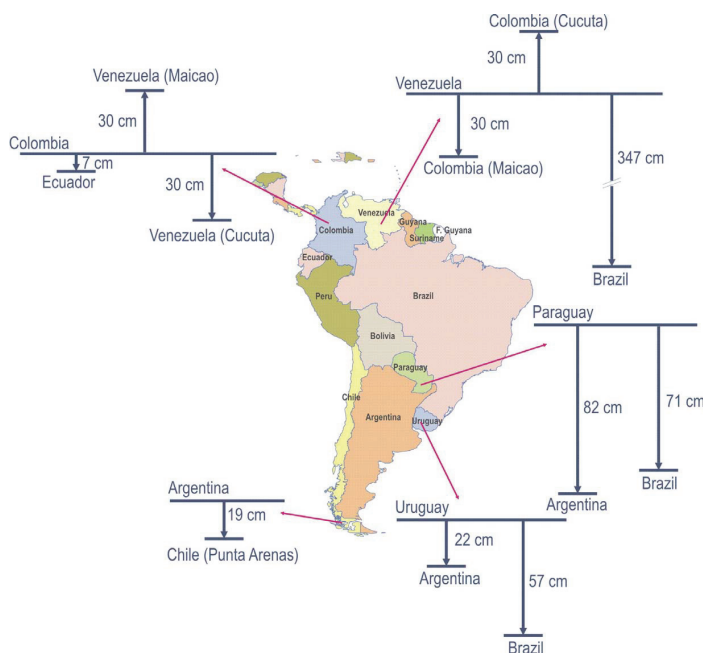 Colombia (Cucuta)
30 cm
Venezuela
30 cm
Colombia (Maicao)
347 cm
Brazil
Venezuela (Maicao)
30 cm
Colombia
7 cm
Ecuador
30 cm
Venezuela (Cucuta)
Venezuela
Guyana
F. Guyana
Suriname
Colombia
Ecuador
Peru
Brazil
Bolivia
Paraguay
Chile
Argentina
Uruguay
Paraguay
82 cm
71 cm
Brazil
Argentina
Argentina
19 cm
Chile (Punta Arenas)
Uruguay
22 cm
Argentina
57 cm
Brazil